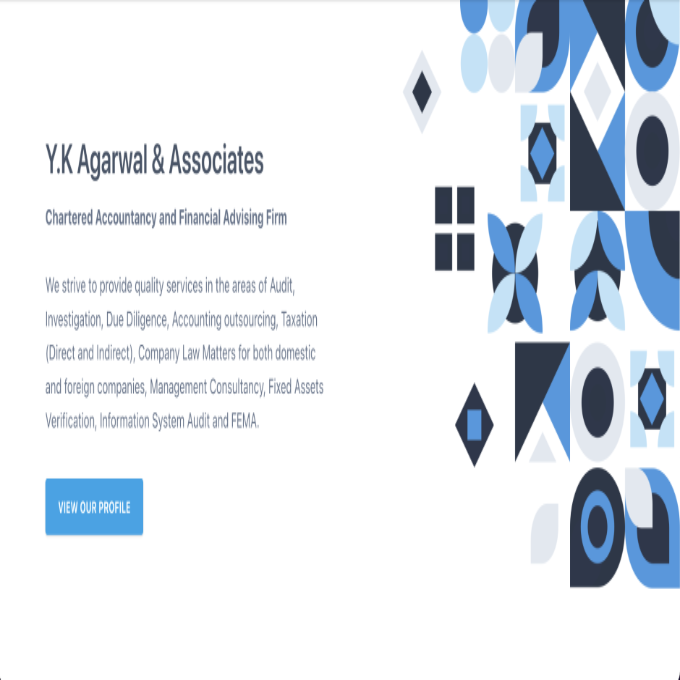 Y.K Agarwal & Associates
Chartered Accountancy and Financial Advising Firm
We strive to provide quality services in the areas of Audit,
Investigation, Due Diligence, Accounting outsourcing, Taxation
(Direct and Indirect), Company Law Matters for both domestic
and foreign companies, Management Consultancy, Fixed Assets
Verification, Information System Audit and FEMA.
VIEW OUR PROFILE